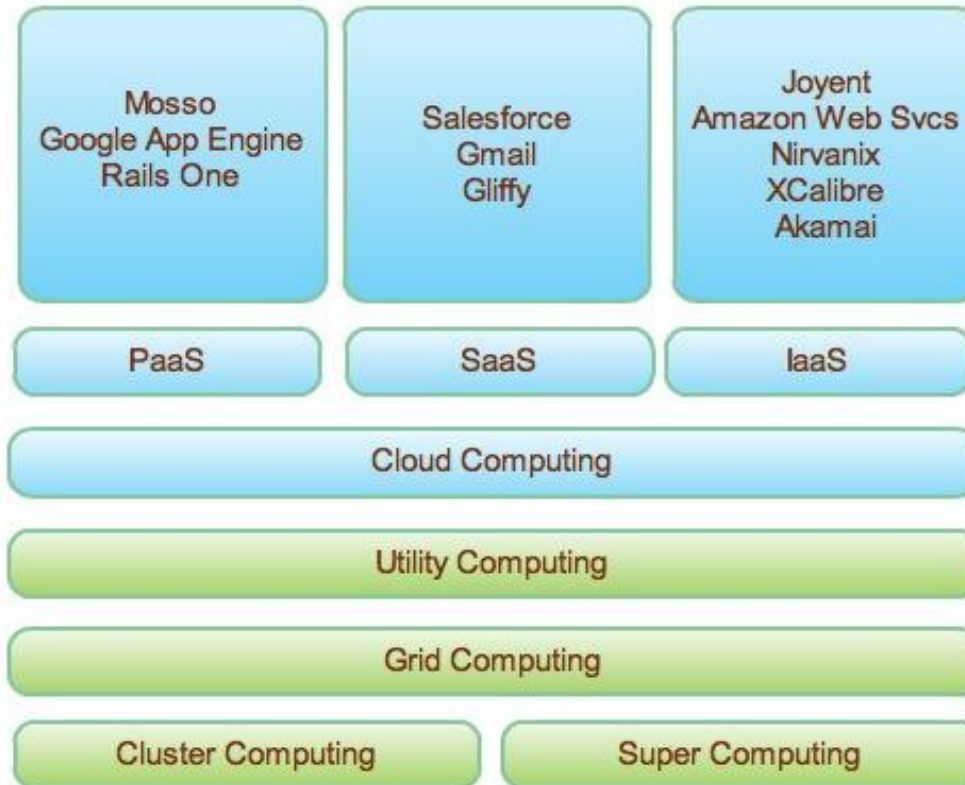 Mosso
Google App Engine
Rails One
Salesforce
Gmail
Gliffy
Joyent
Amazon Web Svcs
Nirvanix
XCalibre
Akamai
PaaS
SaaS
IaaS
Cloud Computing
Utility Computing
Grid Computing
Cluster Computing
Super Computing